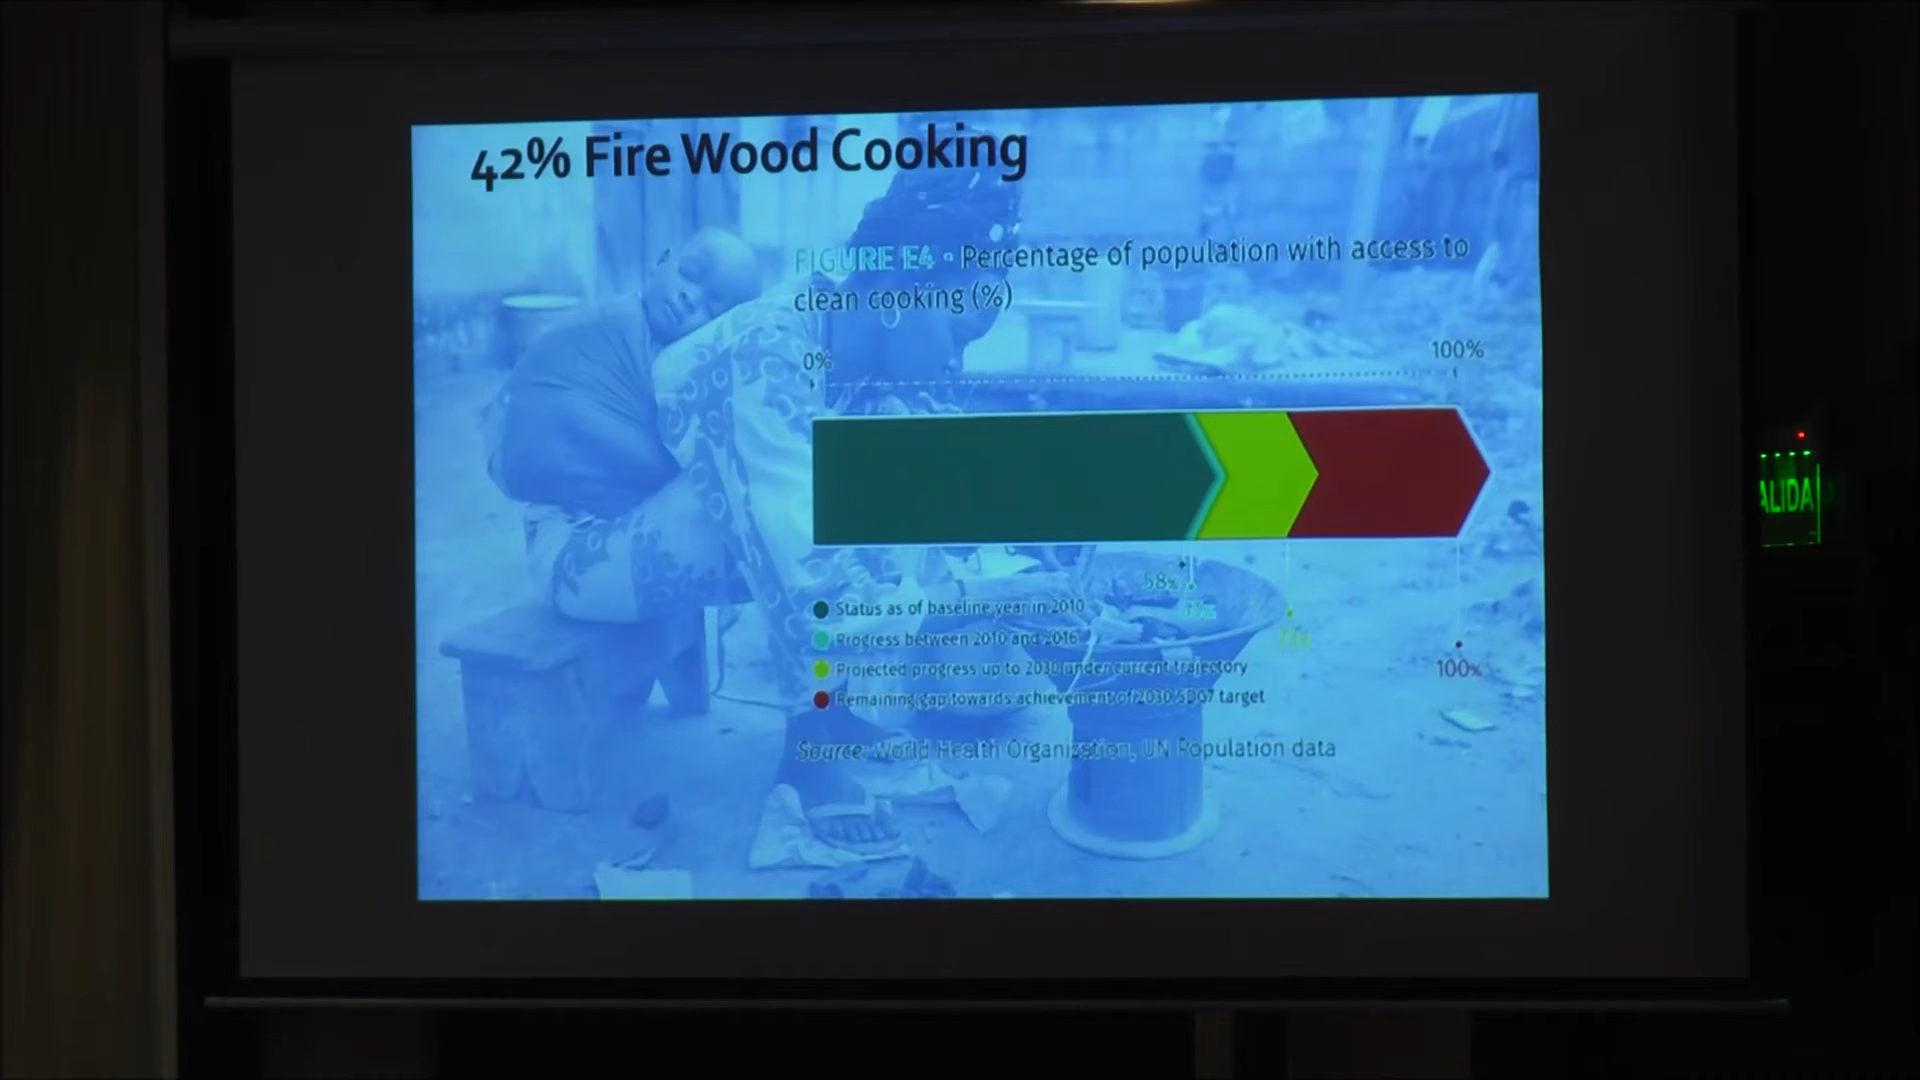 42% Fire Wood Cooking
FIGURE E4 - Percentage of population with access to
clean cooking (%)
0%
100%
58%
100%
Status as of baseline year in 2010
Progress between 2010 and 2016
Projected progress up to 2030 under current trajectory
Remaining gap towards achievement of 2030 SDG7 target
Source: World Health Organization, UN Population data
ALIDA